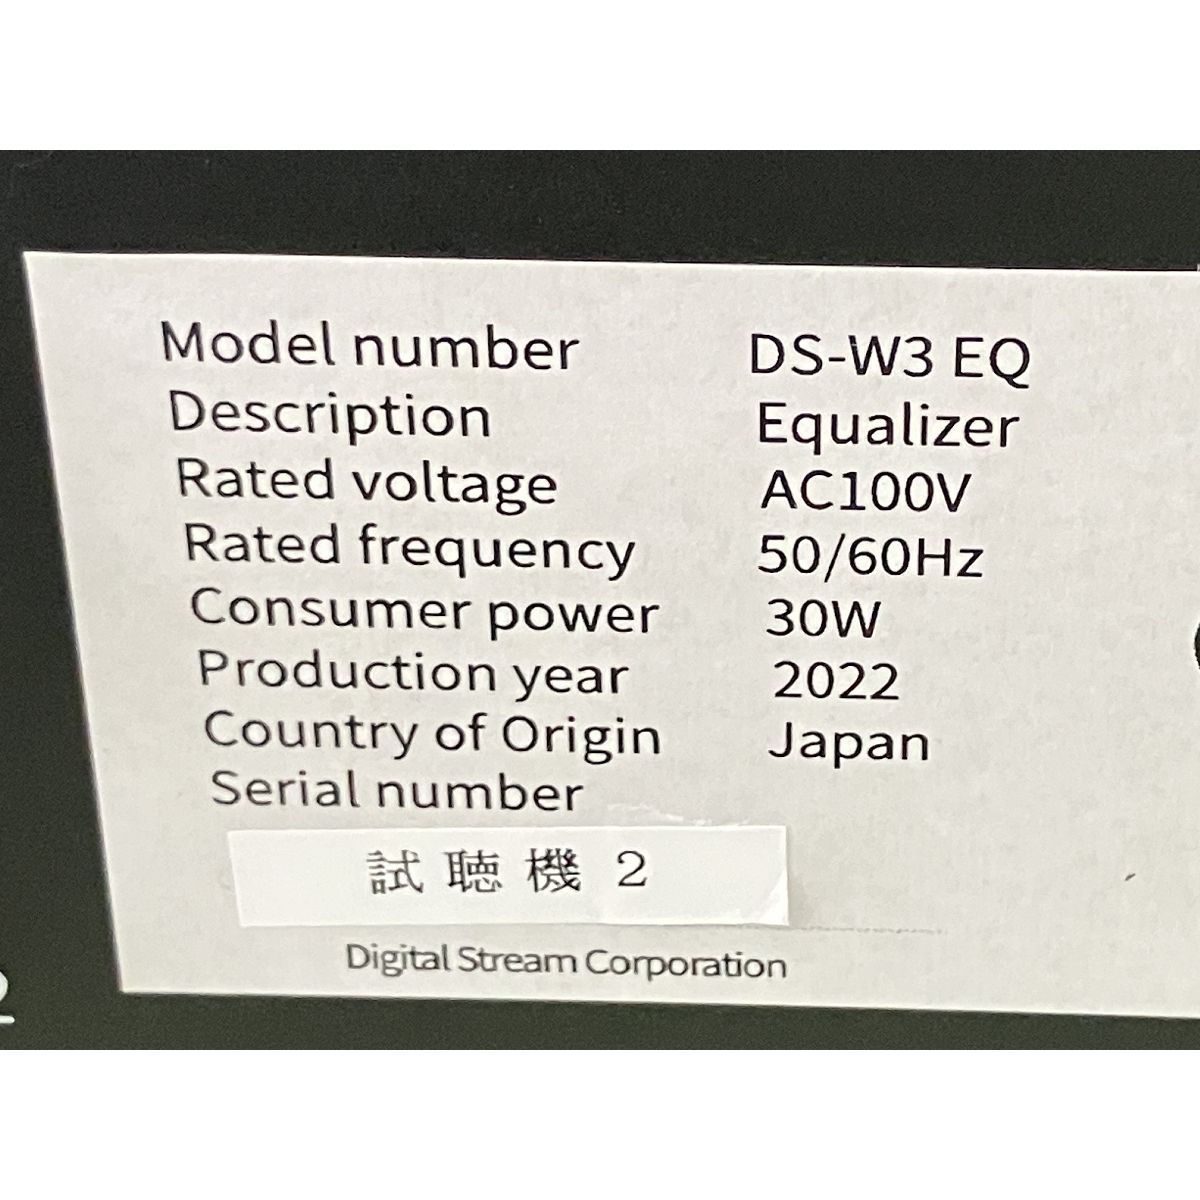 Model number DS-W3 EQ
Description Equalizer
Rated voltage AC100V
Rated frequency 50/60Hz
Consumer power 30W
Production year 2022
Country of Origin Japan
Serial number
試聴機２
Digital Stream Corporation